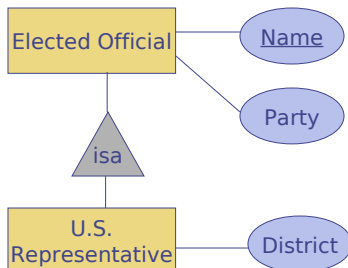 Elected Official
Name
Party
isa
U.S.
Representative
District